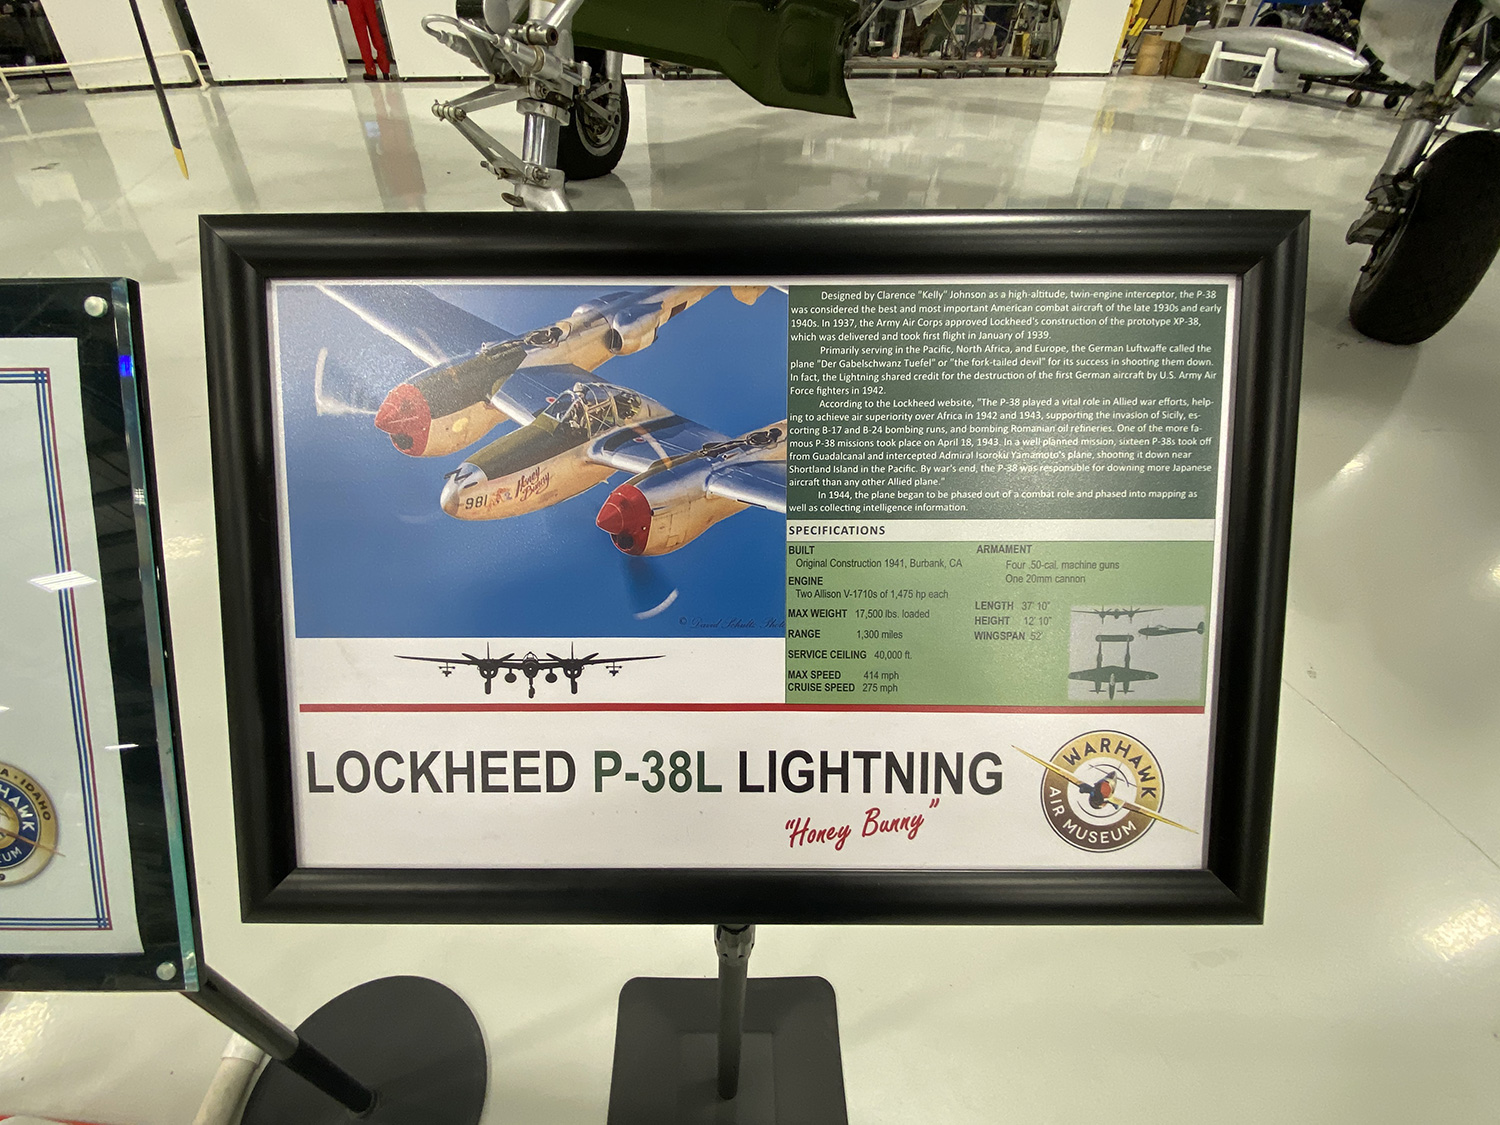 Designed by Clarence "Kelly" Johnson as a high-altitude, twin-engine interceptor, the P-38
was considered the best and most important American combat aircraft of the late 1930s and early
1940s. In 1937, the Army Air Corps approved Lockheed's construction of the prototype XP-38,
which was delivered and took first flight in January of 1939.
Primarily serving in the Pacific, North Africa, and Europe, the German Luftwaffe called the
plane "Der Gabelschwanz Tuefel" or "the fork-tailed devil" for its success in shooting them down.
In fact, the Lightning shared credit for the destruction of the first German aircraft by U.S. Army Air
Force fighters in 1942.
According to the Lockheed website, "The P-38 played a vital role in Allied war efforts, help-
ing to achieve air superiority over Africa in 1942 and 1943, supporting the invasion of Sicily, es-
corting B-17 and B-24 bombing runs, and bombing Romanian oil refineries. One of the more fa-
mous P-38 missions took place on April 18, 1943. In a well planned mission, sixteen P-38s took off
from Guadalcanal and intercepted Admiral Isoroku Yamamoto's plane, shooting it down near
Shortland Island in the Pacific. By war's end, the P-38 was responsible for downing more Japanese
aircraft than any other Allied plane."
In 1944, the plane began to be phased out of a combat role and phased into mapping as
well as collecting intelligence information.
981 Honey Bunny
© David Schultz Photo
SPECIFICATIONS
BUILT
Original Construction 1941, Burbank, CA
ENGINE
Two Allison V-1710s of 1,475 hp each
MAX WEIGHT 17,500 lbs. loaded
RANGE 1,300 miles
SERVICE CEILING 40,000 ft.
MAX SPEED 414 mph
CRUISE SPEED 275 mph
ARMAMENT
Four .50-cal. machine guns
One 20mm cannon
LENGTH 37' 10"
HEIGHT 12' 10"
WINGSPAN 52'
LOCKHEED P-38L LIGHTNING
"Honey Bunny"
WARHAWK
AIR MUSEUM
IDAHO